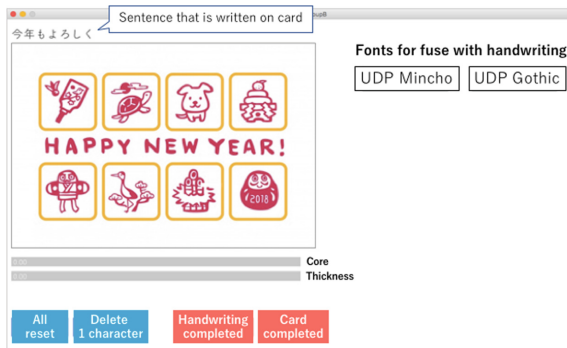 Sentence that is written on card
今年もよろしく
Fonts for fuse with handwriting
UDP Mincho
UDP Gothic
HAPPY NEW YEAR!
2018
0.00
Core
0.00
Thickness
All
reset
Delete
1 character
Handwriting
completed
Card
completed